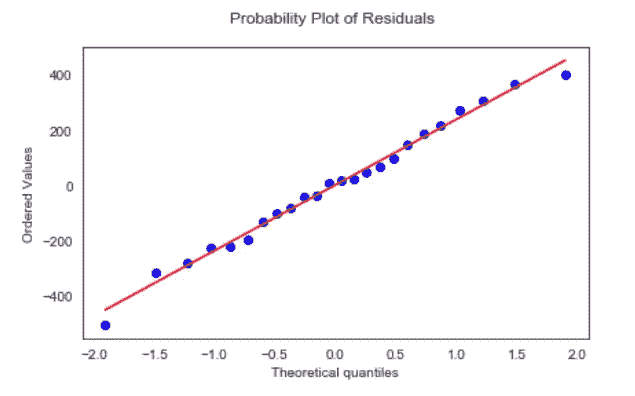 Probability Plot of Residuals
400
200
0
−200
−400
Ordered Values
−2.0 −1.5 −1.0 −0.5 0.0 0.5 1.0 1.5 2.0
Theoretical quantiles